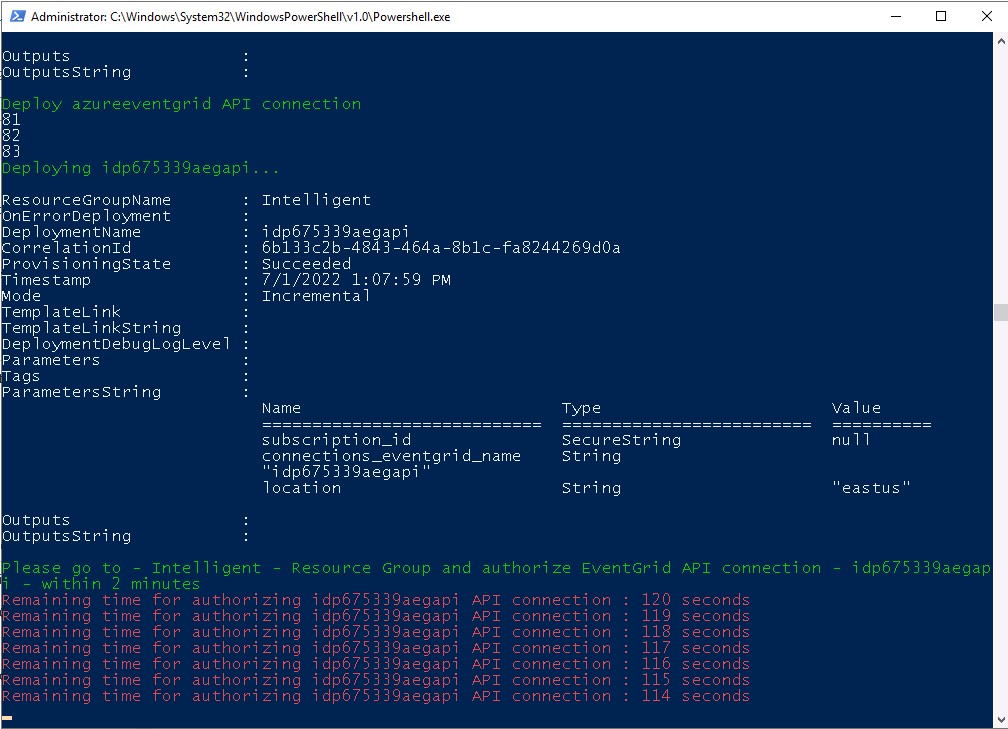 Administrator: C:\Windows\System32\WindowsPowerShell\v1.0\Powershell.exe
Outputs :
OutputsString :
Deploy azureeventgrid API connection
81
82
83
Deploying idp675339aegapi...
ResourceGroupName : Intelligent
OnErrorDeployment :
DeploymentName : idp675339aegapi
CorrelationId : 6b133c2b-4843-464a-8b1c-fa8244269d0a
ProvisioningState : Succeeded
Timestamp : 7/1/2022 1:07:59 PM
Mode : Incremental
TemplateLink :
TemplateLinkString :
DeploymentDebugLogLevel :
Parameters :
Tags :
ParametersString :
Name Type Value
============================ ========================= ==========
subscription_id SecureString null
connections_eventgrid_name String
"idp675339aegapi"
location String "eastus"
Outputs :
OutputsString :
Please go to - Intelligent - Resource Group and authorize EventGrid API connection - idp675339aegap
i - within 2 minutes
Remaining time for authorizing idp675339aegapi API connection : 120 seconds
Remaining time for authorizing idp675339aegapi API connection : 119 seconds
Remaining time for authorizing idp675339aegapi API connection : 118 seconds
Remaining time for authorizing idp675339aegapi API connection : 117 seconds
Remaining time for authorizing idp675339aegapi API connection : 116 seconds
Remaining time for authorizing idp675339aegapi API connection : 115 seconds
Remaining time for authorizing idp675339aegapi API connection : 114 seconds